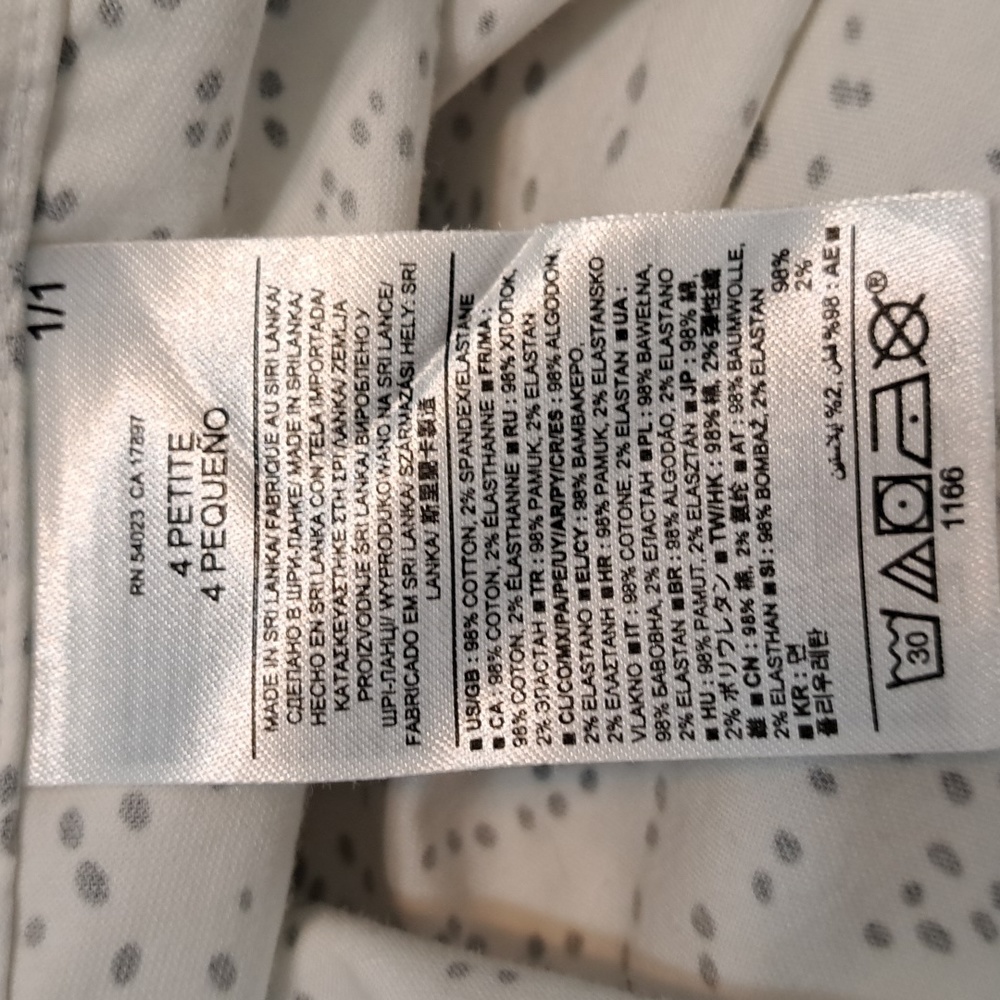 1/1
RN 54023 CA 17897
4 PETITE
4 PEQUEÑO
MADE IN SRI LANKA/ FABRIQUÉ AU SIRI LANKA/
СДЕЛАНО В ШРИ-ЛАНКЕ/ MADE IN SRILANKA/
HECHO EN SRI LANKA CON TELA IMPORTADA/
ΚΑΤΑΣΚΕΥΑΣΤΗΚΕ ΣΤΗ ΣΡΙ ΛΑΝΚΑ/ ZEMLJA
PROIZVODNJE ŠRI LANKA/ ВИРОБЛЕНО У
ШРІ-ЛАНЦІ/ WYPRODUKOWANO NA SRI LANCE/
FABRICADO EM SRI LANKA/ SZÁRMAZÁSI HELY: SRÍ
LANKA/ 斯里蘭卡製造
■ US/GB : 98% COTTON, 2% SPANDEX/ELASTANE
■ CA : 98% COTON, 2% ÉLASTHANNE ■ FR/MA :
98% COTON, 2% ÉLASTHANNE ■ RU : 98% ХЛОПОК,
2% ЭЛАСТАН ■ TR : 98% PAMUK, 2% ELASTAN
■ CL/CO/MX/PA/PE/UY/AR/PY/CR/ES : 98% ALGODÓN,
2% ELASTANO ■ EL/CY : 98% ΒΑΜΒΑΚΕΡΟ,
2% ΕΛΑΣΤΑΝΗ ■ HR : 98% PAMUK, 2% ELASTANSKO
VLAKNO ■ IT : 98% COTONE, 2% ELASTAN ■ UA :
98% БАВОВНА, 2% ЕЛАСТАН ■ PL : 98% BAWEŁNA,
2% ELASTAN ■ BR : 98% ALGODÃO, 2% ELASTANO
■ HU : 98% PAMUT, 2% ELASZTÁN ■ JP : 98% 綿,
2% ポリウレタン ■ TW/HK : 98% 棉, 2% 彈性纖
維 ■ CN : 98% 棉, 2% 氨纶 ■ AT : 98% BAUMWOLLE,
2% ELASTHAN ■ SI : 98% BOMBAŽ, 2% ELASTAN
■ KR : 면 98%
폴리우레탄 2%
■ AE : 98% قطن, 2% إيلاستين
30 ®
1166